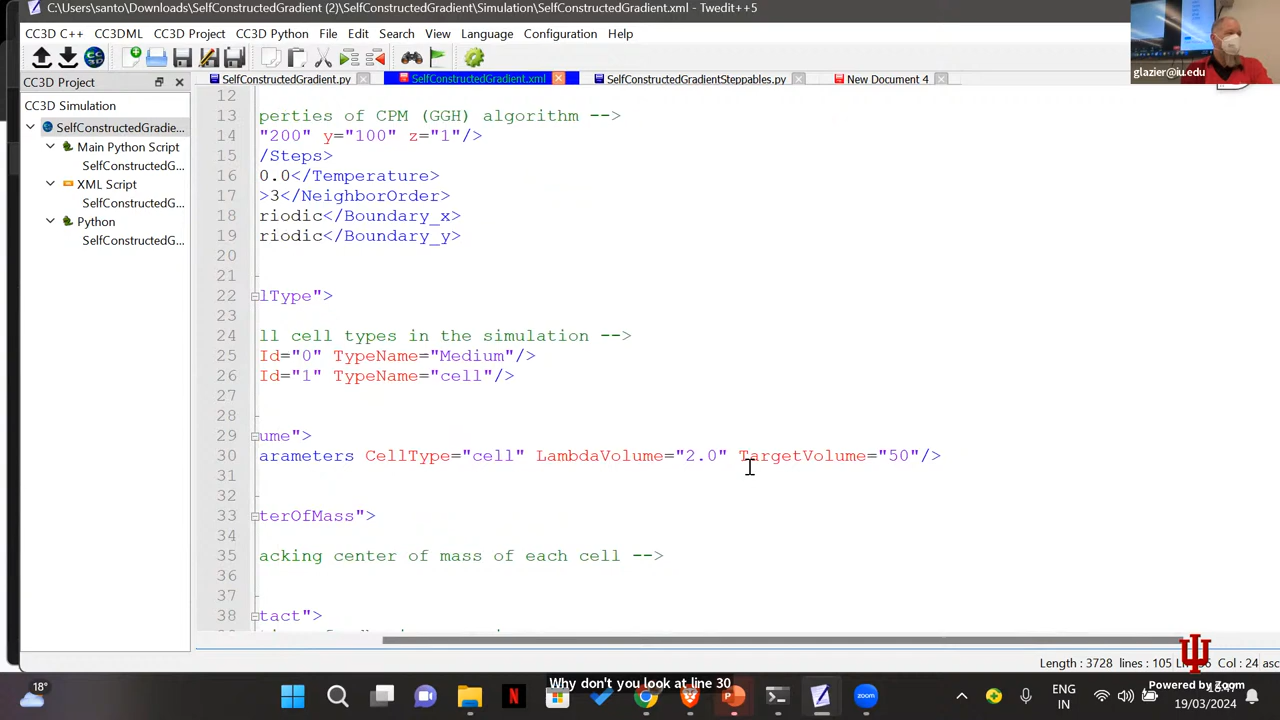 C:\Users\santo\Downloads\SelfConstructedGradient (2)\SelfConstructedGradient\Simulation\SelfConstructedGradient.xml - Twedit++5
CC3D C++ CC3DML CC3D Project CC3D Python File Edit Search View Language Configuration Help
glazier@iu.edu
CC3D Project
SelfConstructedGradient.py SelfConstructedGradient.xml SelfConstructedGradientSteppables.py New Document 4
CC3D Simulation
SelfConstructedGradie...
Main Python Script
SelfConstructedG...
XML Script
SelfConstructedG...
Python
SelfConstructedG...
12
13 perties of CPM (GGH) algorithm -->
14 "200" y="100" z="1"/>
15 /Steps>
16 0.0</Temperature>
17 >3</NeighborOrder>
18 riodic</Boundary_x>
19 riodic</Boundary_y>
20
21
22 lType">
23
24 ll cell types in the simulation -->
25 Id="0" TypeName="Medium"/>
26 Id="1" TypeName="cell"/>
27
28
29 ume">
30 arameters CellType="cell" LambdaVolume="2.0" TargetVolume="50"/>
31
32
33 terOfMass">
34
35 acking center of mass of each cell -->
36
37
38 tact">
Length : 3728 lines : 105 Col : 24
Why don't you look at line 30
Powered by Zoom
18°
ENG
IN
19/03/2024